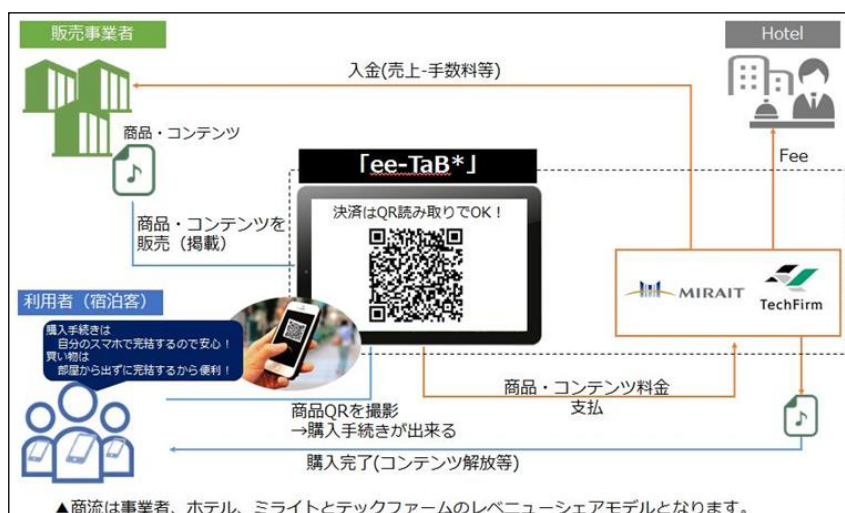 販売事業者
Hotel
入金(売上-手数料等)
商品・コンテンツ
Fee
「ee-TaB*」
決済はQR読み取りでOK！
商品・コンテンツを
販売（掲載）
MIRAIT
TechFirm
利用者（宿泊客）
購入手続きは
自分のスマホで完結するので安心！
買い物は
部屋から出ずに完結するから便利！
商品・コンテンツ料金
支払
商品QRを撮影
→購入手続きが出来る
購入完了(コンテンツ解放等)
▲商流は事業者、ホテル、ミライトとテックファームのレベニューシェアモデルとなります。